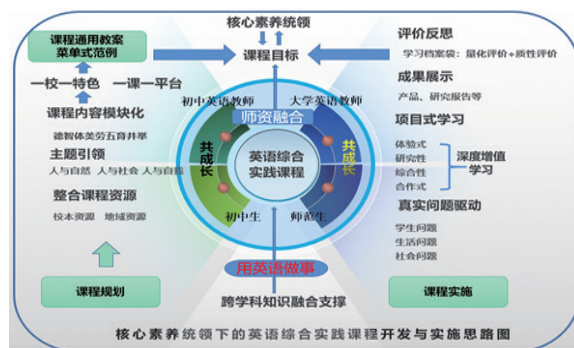 核心素养统领
课程目标
课程通用教案
菜单式范例
一校一特色 一课一平台
课程内容模块化
德智体美劳五育并举
主题引领
人与自然 人与社会 人与自我
整合课程资源
校本资源 地域资源
课程规划
初中英语教师 大学英语教师
师资融合
共成长
英语综合
实践课程
共成长
初中生 师范生
用英语做事
跨学科知识融合支撑
评价反思
学习档案袋：量化评价+质性评价
成果展示
产品、研究报告等
项目式学习
体验式
研究性
综合性
合作式
深度增值
学习
真实问题驱动
学生问题
生活问题
社会问题
课程实施
核心素养统领下的英语综合实践课程开发与实施思路图